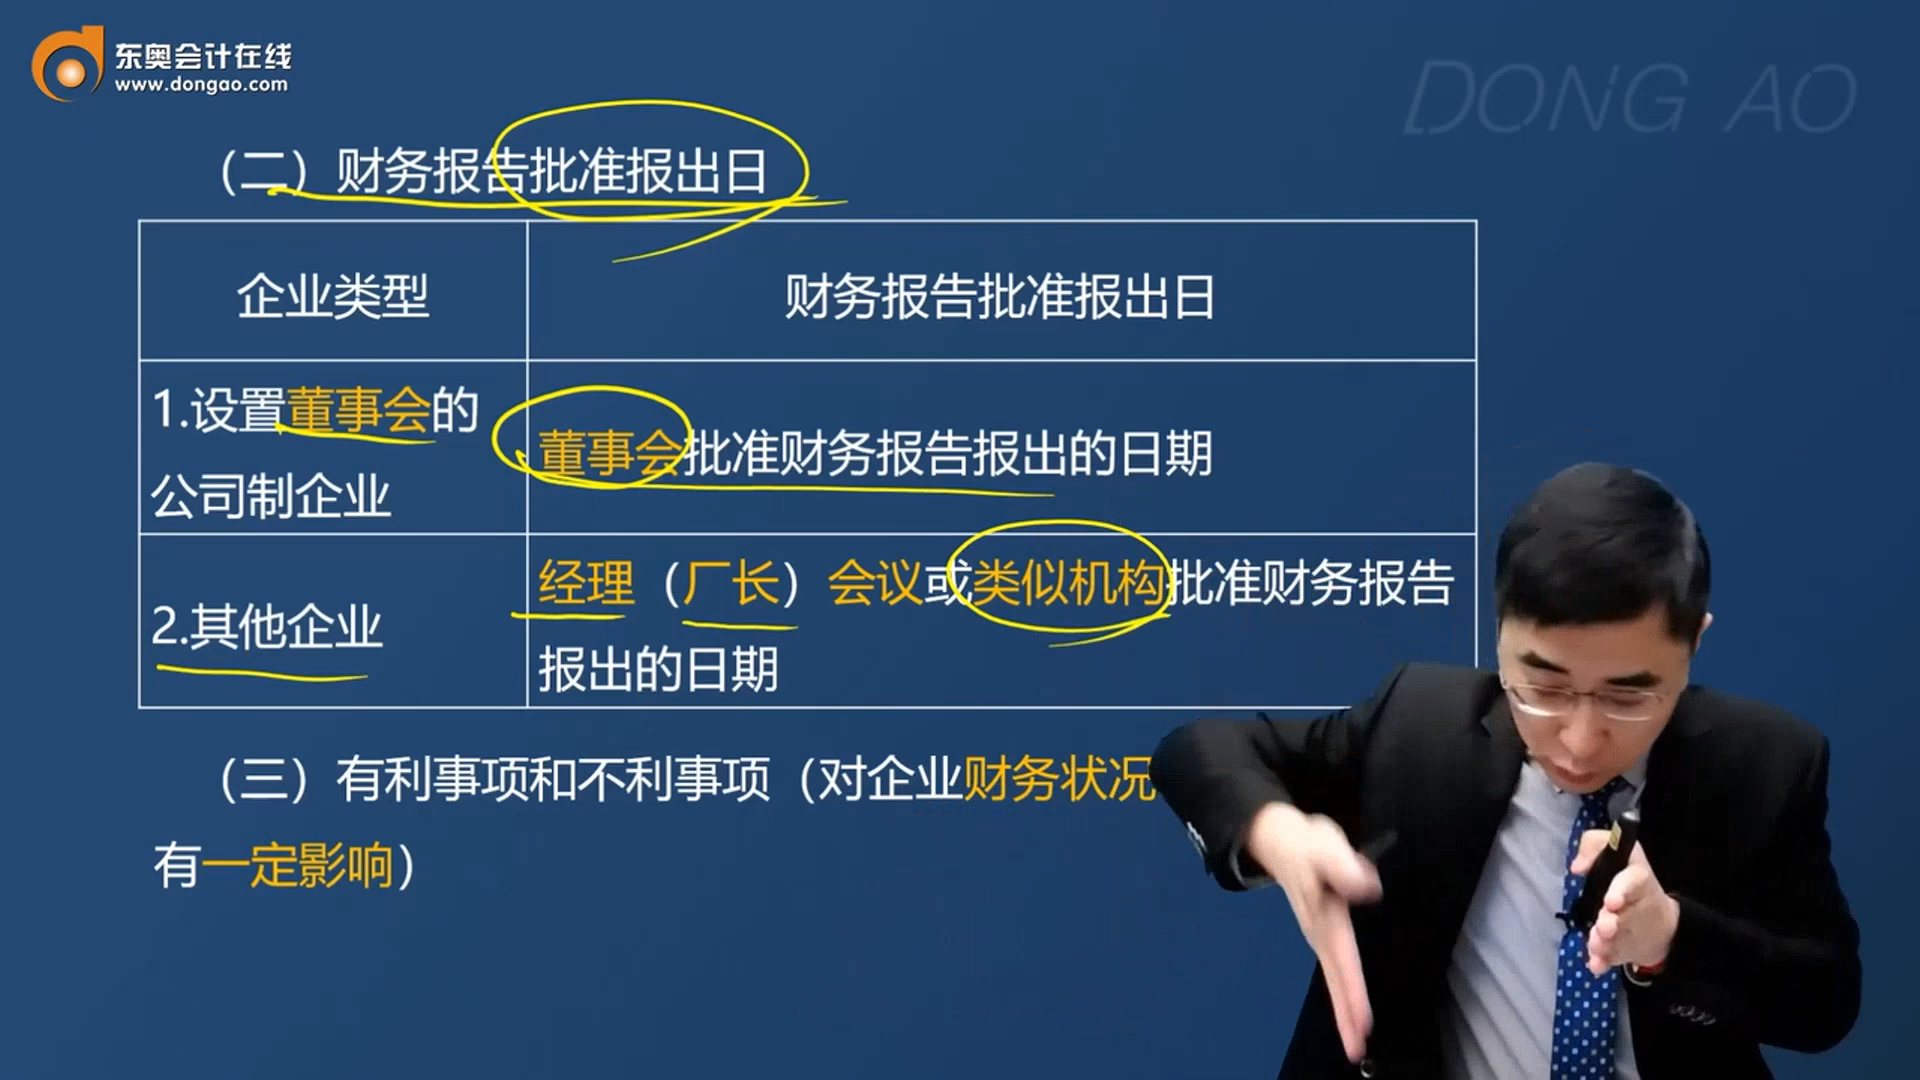 东奥会计在线
www.dongao.com
DONG AO
（二）财务报告批准报出日
企业类型
财务报告批准报出日
1.设置董事会的
公司制企业
董事会批准财务报告报出的日期
2.其他企业
经理（厂长）会议或类似机构批准财务报告
报出的日期
（三）有利事项和不利事项（对企业财务状况
有一定影响）